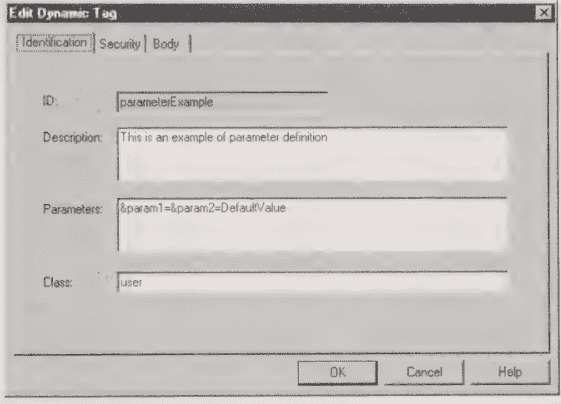 Edit Dynamic Tag
Identification Security Body
ID: parameterExample
Description: This is an example of parameter definition
Parameters: &param1=&param2=DefaultValue
Class: user
OK Cancel Help